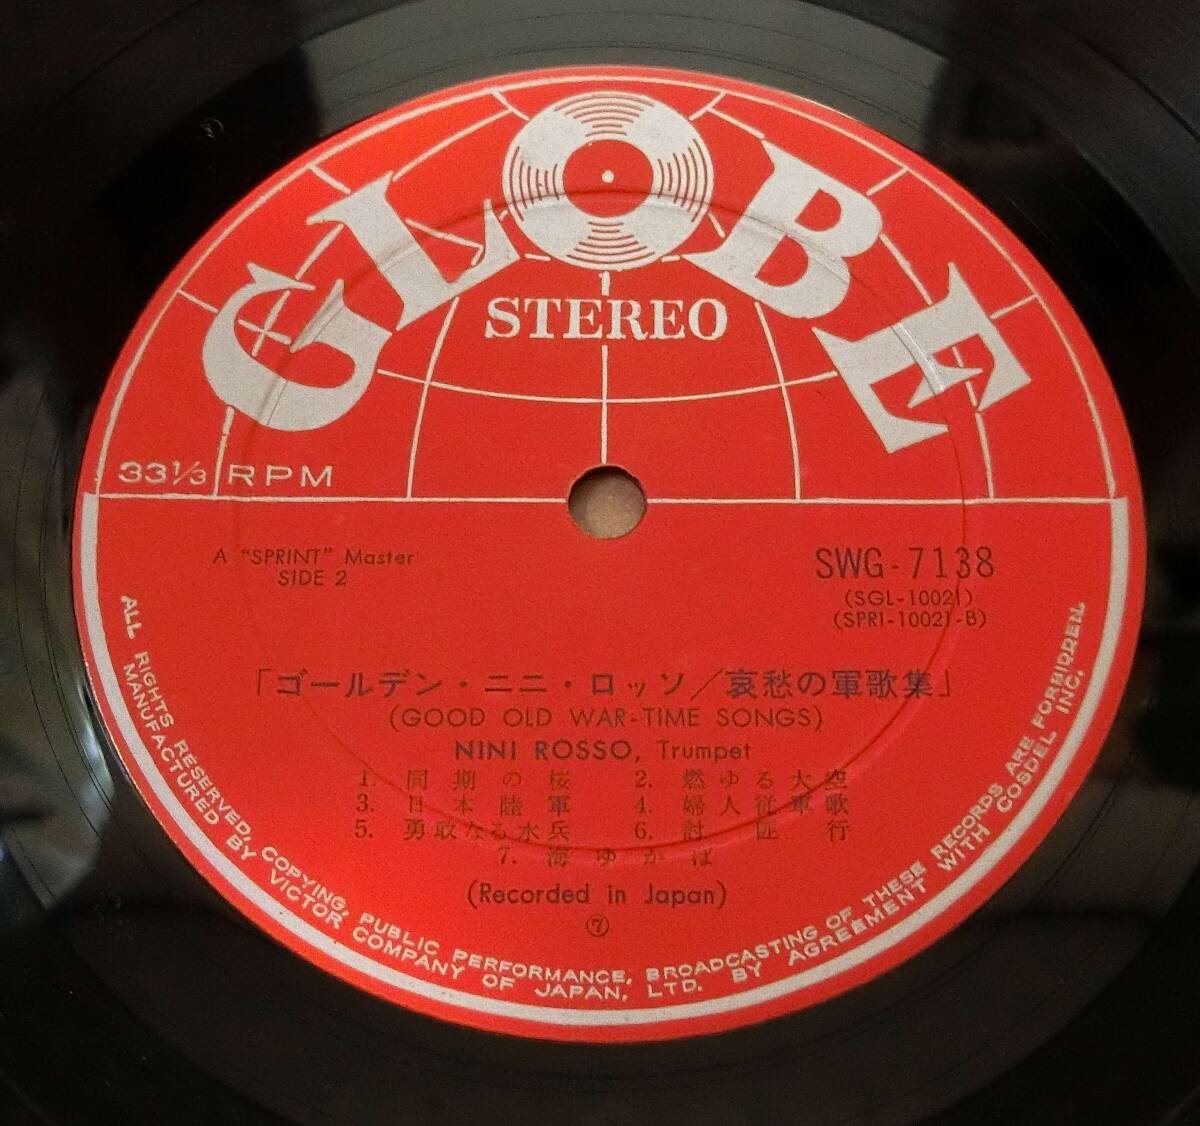 GLOBE
STEREO
33⅓ RPM
A "SPRINT" Master
SIDE 2
SWG-7138
(SGL-10021)
(SPRI-10021-B)
「ゴールデン・ニニ・ロッソ/哀愁の軍歌集」
(GOOD OLD WAR-TIME SONGS)
NINI ROSSO, Trumpet
1. 同期の桜 2. 燃ゆる大空
3. 日本陸軍 4. 婦人従軍歌
5. 勇敢なる水兵 6. 討匪行
7. 海ゆかば
(Recorded in Japan)
⑦
ALL RIGHTS RESERVED, COPYING, PUBLIC PERFORMANCE, BROADCASTING OF THESE RECORDS ARE FORBIDDEN.
MANUFACTURED BY VICTOR COMPANY OF JAPAN, LTD. BY AGREEMENT WITH COSDEL INC.